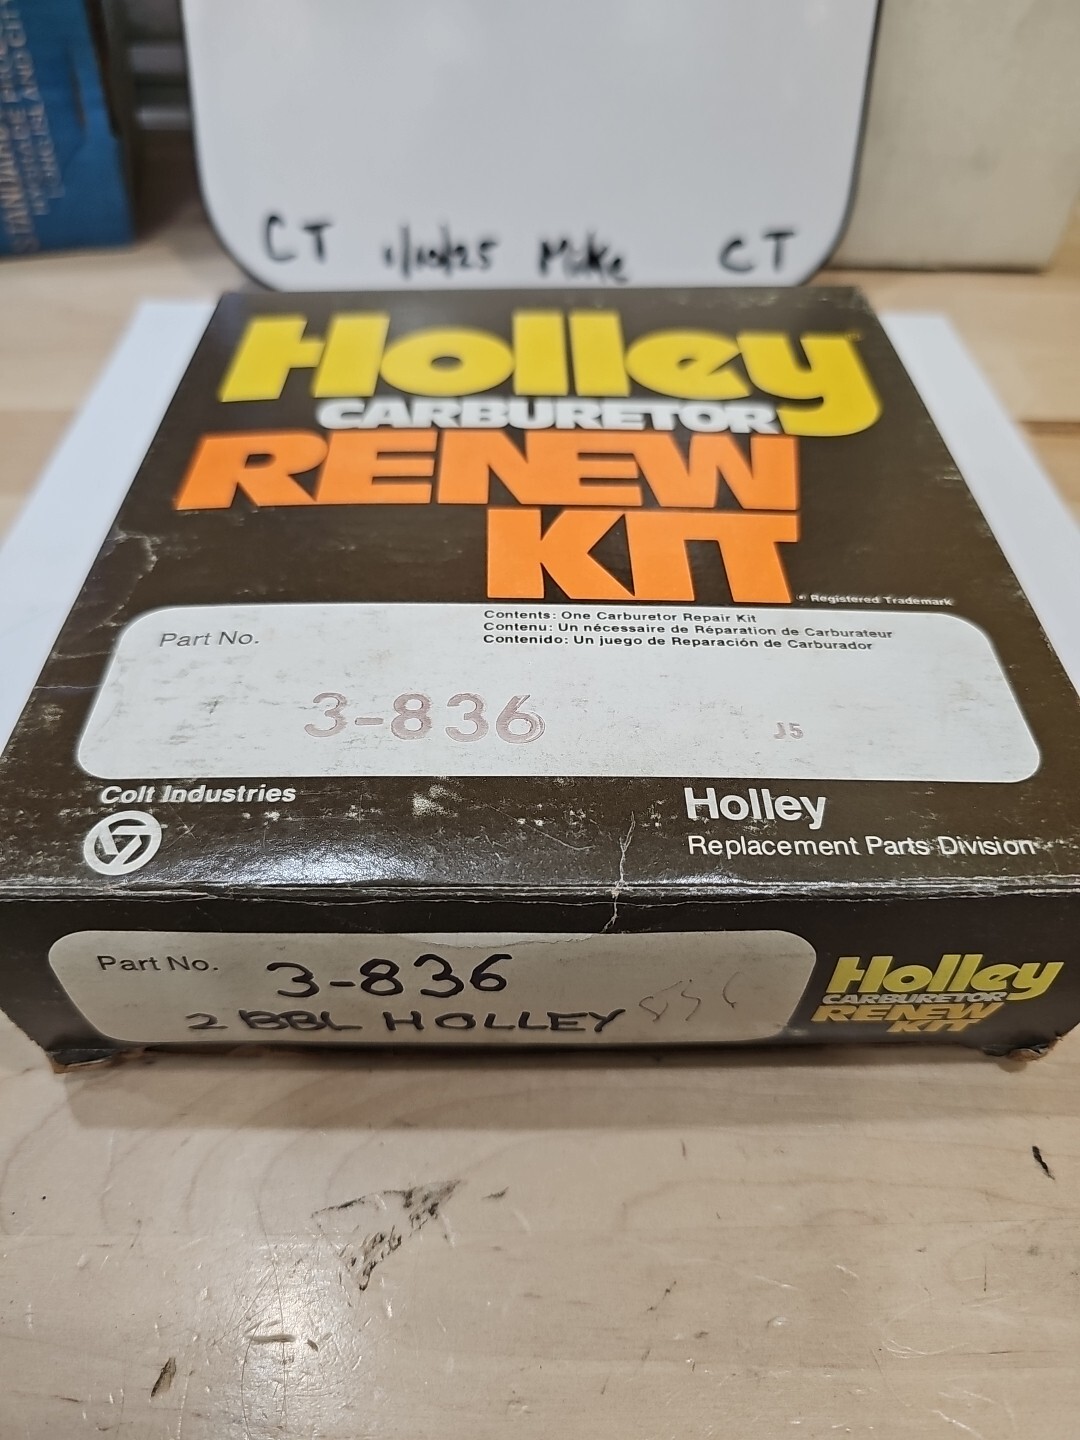 CT 1/10/25 Mike CT
Holley
CARBURETOR
RENEW
KIT
® Registered Trademark
Contents: One Carburetor Repair Kit
Contenu: Un nécessaire de Réparation de Carburateur
Contenido: Un juego de Reparación de Carburador
Part No.
3-836
J5
Colt Industries
Holley
Replacement Parts Division
Part No. 3-836
2 BBL HOLLEY
Holley
CARBURETOR
RENEW
KIT